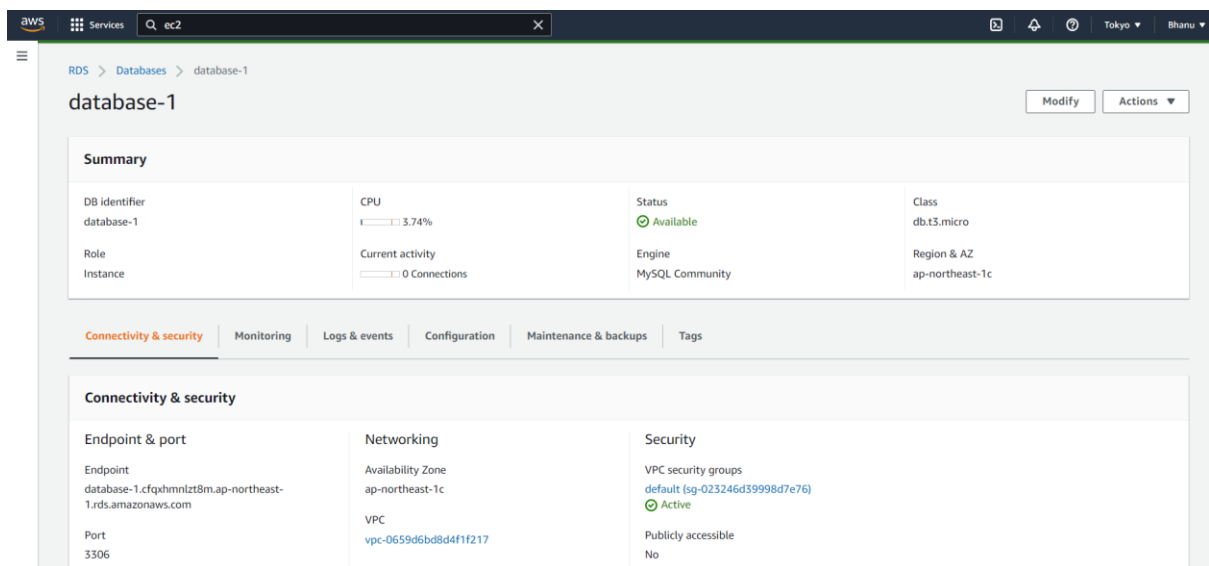 aws Services ec2 Tokyo ▼ Bhanu ▼
RDS > Databases > database-1
database-1
Modify Actions ▼
Summary
DB identifier
database-1
CPU
3.74%
Status
Available
Class
db.t3.micro
Role
Instance
Current activity
0 Connections
Engine
MySQL Community
Region & AZ
ap-northeast-1c
Connectivity & security Monitoring Logs & events Configuration Maintenance & backups Tags
Connectivity & security
Endpoint & port
Endpoint
database-1.cfqxhmnlzt8m.ap-northeast-
1.rds.amazonaws.com
Port
3306
Networking
Availability Zone
ap-northeast-1c
VPC
vpc-0659d6bd8d4f1f217
Security
VPC security groups
default (sg-023246d39998d7e76)
Active
Publicly accessible
No